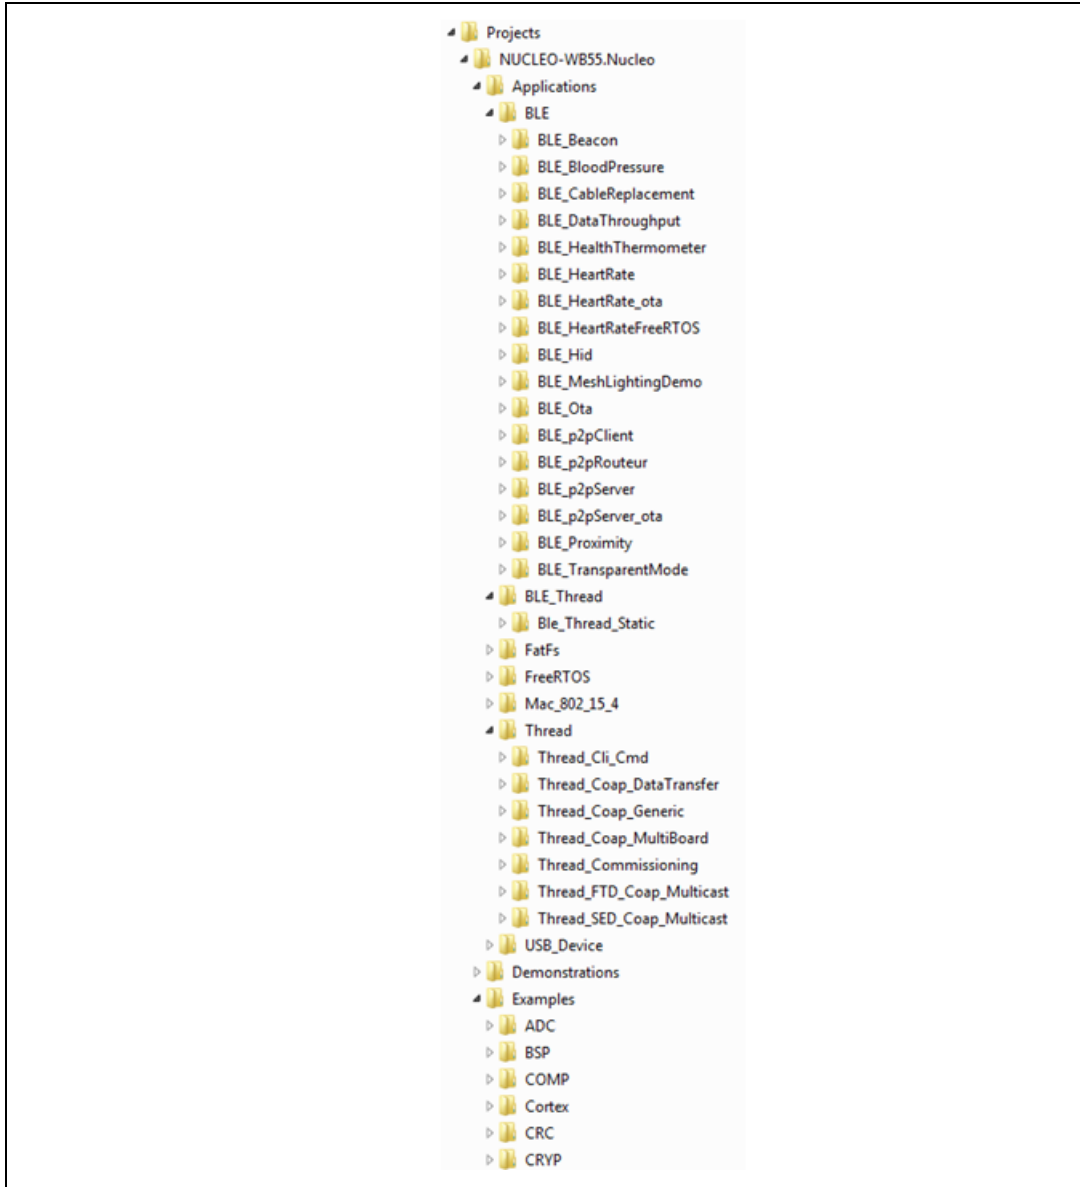 Projects
NUCLEO-WB55.Nucleo
Applications
BLE
BLE_Beacon
BLE_BloodPressure
BLE_CableReplacement
BLE_DataThroughput
BLE_HealthThermometer
BLE_HeartRate
BLE_HeartRate_ota
BLE_HeartRateFreeRTOS
BLE_Hid
BLE_MeshLightingDemo
BLE_Ota
BLE_p2pClient
BLE_p2pRouteur
BLE_p2pServer
BLE_p2pServer_ota
BLE_Proximity
BLE_TransparentMode
BLE_Thread
Ble_Thread_Static
FatFs
FreeRTOS
Mac_802_15_4
Thread
Thread_Cli_Cmd
Thread_Coap_DataTransfer
Thread_Coap_Generic
Thread_Coap_MultiBoard
Thread_Commissioning
Thread_FTD_Coap_Multicast
Thread_SED_Coap_Multicast
USB_Device
Demonstrations
Examples
ADC
BSP
COMP
Cortex
CRC
CRYP